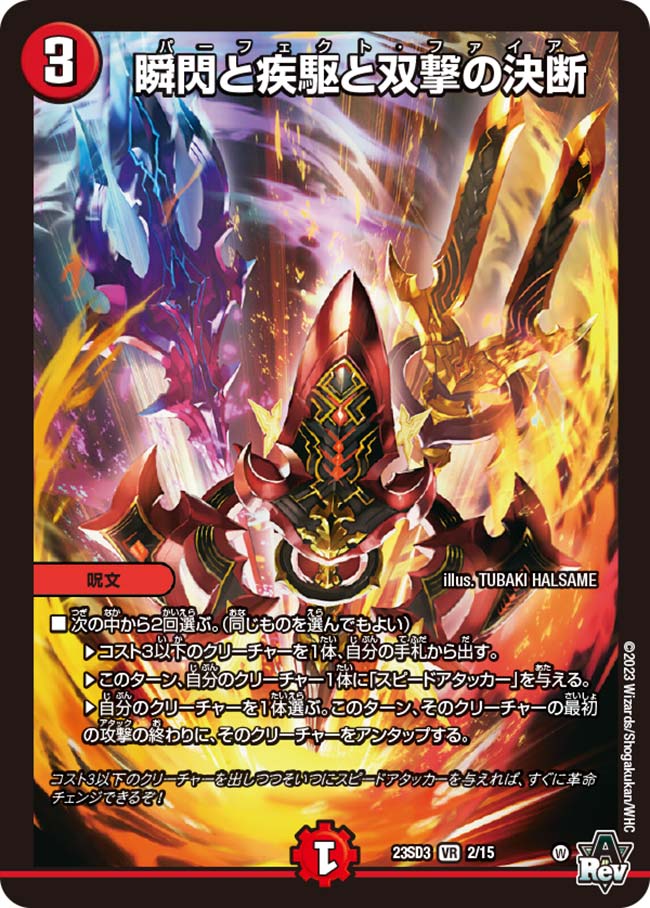 3
パーフェクト・ファイア
瞬閃と疾駆と双撃の決断
呪文
illus. TUBAKI HALSAME
■次の中から2回選ぶ。(同じものを選んでもよい)
▶コスト3以下のクリーチャーを1体、自分の手札から出す。
▶このターン、自分のクリーチャー1体に「スピードアタッカー」を与える。
▶自分のクリーチャーを1体選ぶ。このターン、そのクリーチャーの最初
の攻撃の終わりに、そのクリーチャーをアンタップする。
コスト3以下のクリーチャーを出しつつそいつにスピードアタッカーを与えれば、すぐに革命
チェンジできるぞ!
©2023 Wizards/Shogakukan/WHC
1
23SD3 VR 2/15
W
A
Rev